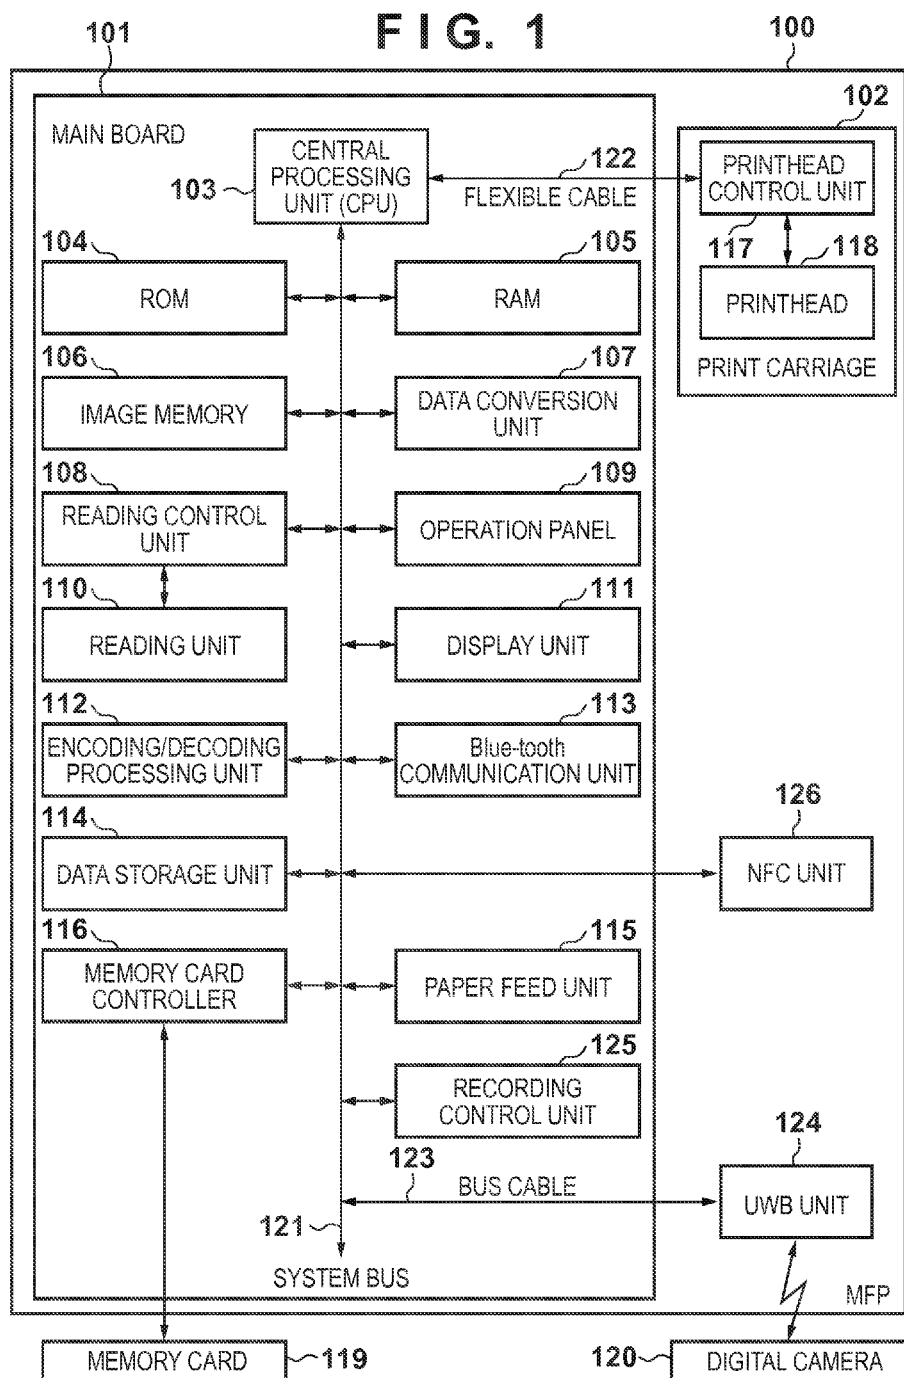 FIG. 1
101
100
MAIN BOARD
102
CENTRAL
PROCESSING
UNIT (CPU)
103
122
FLEXIBLE CABLE
PRINTHEAD
CONTROL UNIT
117
118
104
105
ROM
RAM
PRINTHEAD
PRINT CARRIAGE
106
107
IMAGE MEMORY
DATA CONVERSION
UNIT
108
109
READING CONTROL
UNIT
OPERATION PANEL
110
111
READING UNIT
DISPLAY UNIT
112
113
ENCODING/DECODING
PROCESSING UNIT
Blue-tooth
COMMUNICATION UNIT
114
126
DATA STORAGE UNIT
NFC UNIT
116
115
MEMORY CARD
CONTROLLER
PAPER FEED UNIT
125
RECORDING
CONTROL UNIT
124
123
BUS CABLE
UWB UNIT
121
SYSTEM BUS
MFP
MEMORY CARD
119
120
DIGITAL CAMERA